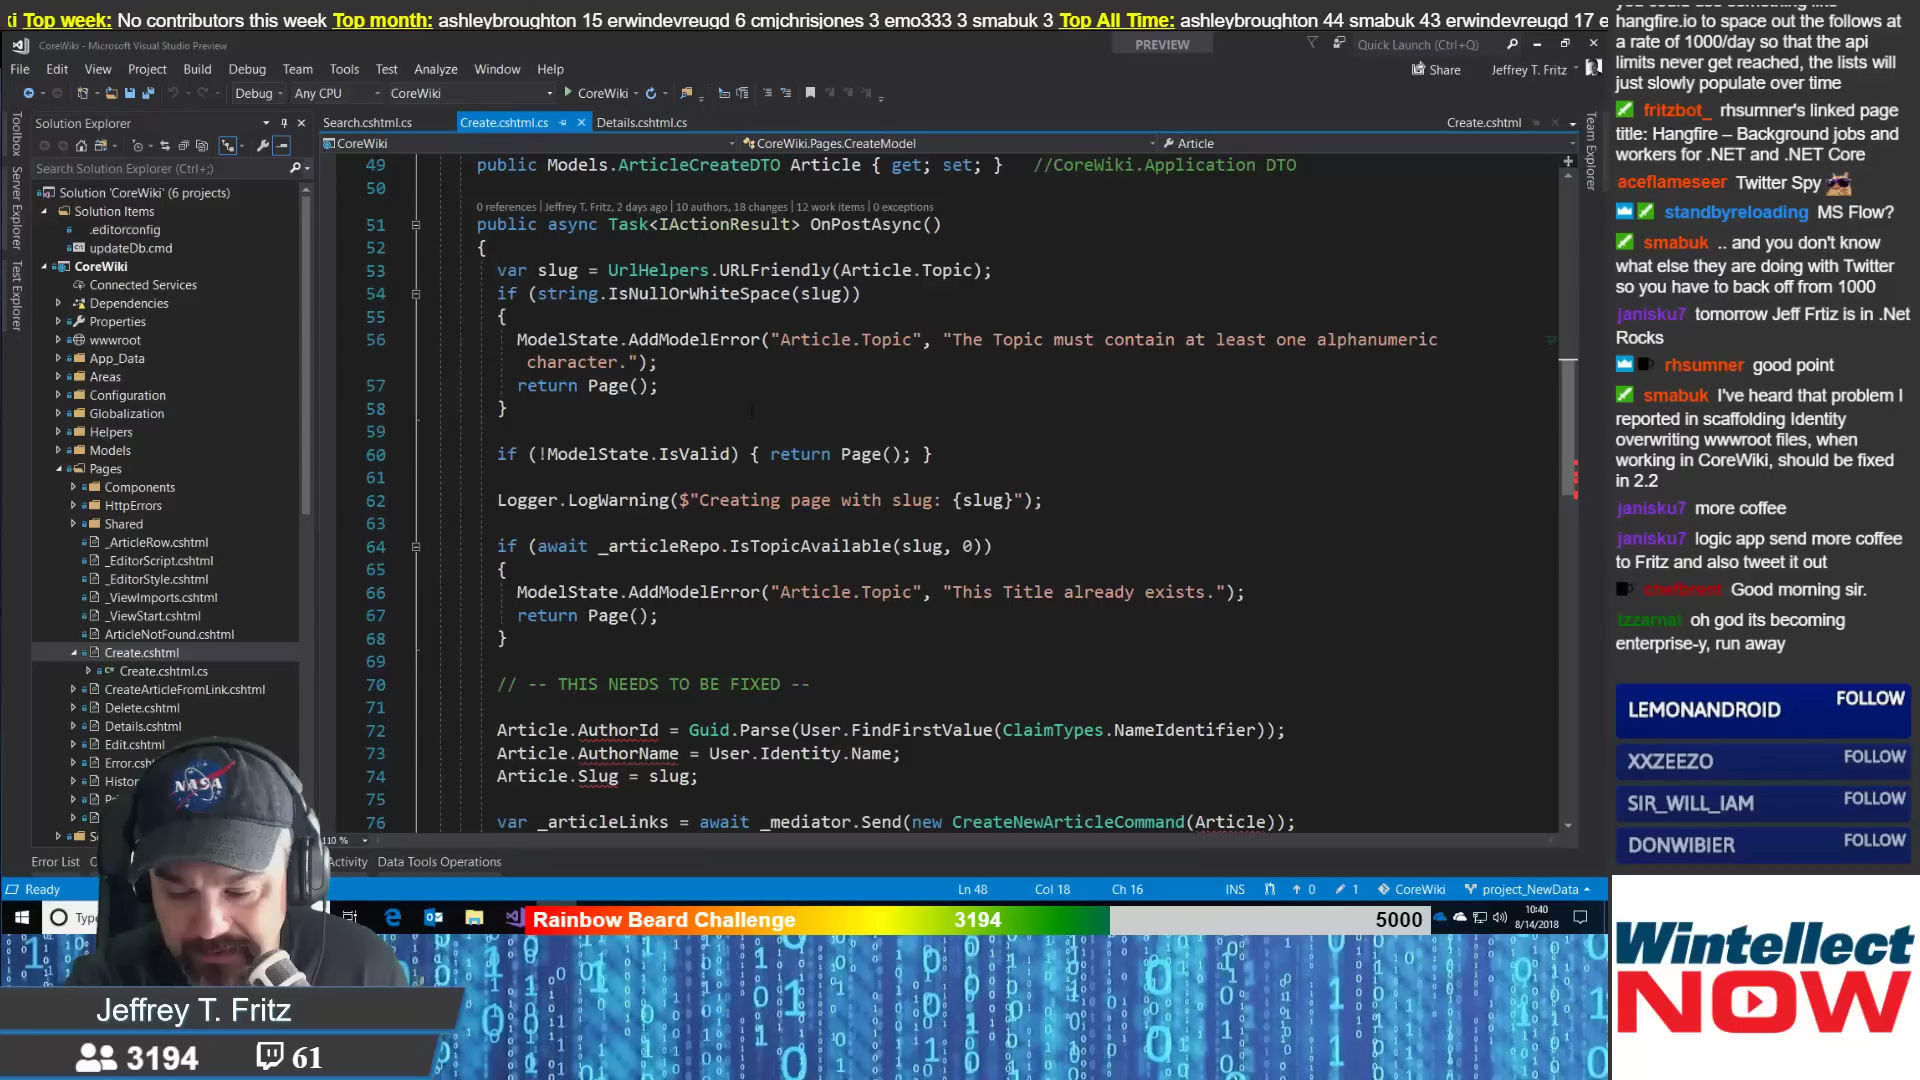 ki Top week: No contributors this week Top month: ashleybroughton 15 erwindevreugd 6 cmjchrisjones 3 emo333 3 smabuk 3 Top All Time: ashleybroughton 44 smabuk 43 erwindevreugd 17 e
CoreWiki - Microsoft Visual Studio Preview
PREVIEW
Quick Launch (Ctrl+Q)
File Edit View Project Build Debug Team Tools Test Analyze Window Help
Share
Jeffrey T. Fritz
Debug Any CPU CoreWiki CoreWiki
Toolbox
Server Explorer
Test Explorer
Solution Explorer
Search Solution Explorer (Ctrl+;)
Solution 'CoreWiki' (6 projects)
Solution Items
.editorconfig
updateDb.cmd
CoreWiki
Connected Services
Dependencies
Properties
wwwroot
App_Data
Areas
Configuration
Globalization
Helpers
Models
Pages
Components
HttpErrors
Shared
_ArticleRow.cshtml
_EditorScript.cshtml
_EditorStyle.cshtml
_ViewImports.cshtml
_ViewStart.cshtml
ArticleNotFound.cshtml
Create.cshtml
Create.cshtml.cs
CreateArticleFromLink.cshtml
Delete.cshtml
Details.cshtml
Edit.cshtml
Error.cshtml
Search.cshtml.cs Create.cshtml.cs Details.cshtml.cs Create.cshtml
CoreWiki CoreWiki.Pages.CreateModel Article
Team Explorer
49 public Models.ArticleCreateDTO Article { get; set; } //CoreWiki.Application DTO
50
0 references | Jeffrey T. Fritz, 2 days ago | 10 authors, 18 changes | 12 work items | 0 exceptions
51 public async Task<IActionResult> OnPostAsync()
52 {
53 var slug = UrlHelpers.URLFriendly(Article.Topic);
54 if (string.IsNullOrWhiteSpace(slug))
55 {
56 ModelState.AddModelError("Article.Topic", "The Topic must contain at least one alphanumeric
character.");
57 return Page();
58 }
59
60 if (!ModelState.IsValid) { return Page(); }
61
62 Logger.LogWarning($"Creating page with slug: {slug}");
63
64 if (await _articleRepo.IsTopicAvailable(slug, 0))
65 {
66 ModelState.AddModelError("Article.Topic", "This Title already exists.");
67 return Page();
68 }
69
70 // -- THIS NEEDS TO BE FIXED --
71
72 Article.AuthorId = Guid.Parse(User.FindFirstValue(ClaimTypes.NameIdentifier));
73 Article.AuthorName = User.Identity.Name;
74 Article.Slug = slug;
75
76 var _articleLinks = await _mediator.Send(new CreateNewArticleCommand(Article));
110 %
Error List
Activity Data Tools Operations
Ready
Ln 48 Col 18 Ch 16 INS 0 1 CoreWiki project_NewData
Rainbow Beard Challenge 3194 5000
10:40
8/14/2018
Jeffrey T. Fritz
3194 61
hangfire.io to space out the follows at
a rate of 1000/day so that the api
limits never get reached, the lists will
just slowly populate over time
fritzbot_ rhsumner's linked page
title: Hangfire – Background jobs and
workers for .NET and .NET Core
aceflameseer Twitter Spy
standbyreloading MS Flow?
smabuk .. and you don't know
what else they are doing with Twitter
so you have to back off from 1000
janisku7 tomorrow Jeff Frtiz is in .Net
Rocks
rhsumner good point
smabuk I've heard that problem I
reported in scaffolding Identity
overwriting wwwroot files, when
working in CoreWiki, should be fixed
in 2.2
janisku7 more coffee
janisku7 logic app send more coffee
to Fritz and also tweet it out
chefbrent Good morning sir.
tzzarnal oh god its becoming
enterprise-y, run away
LEMONANDROID FOLLOW
XXZEEZO FOLLOW
SIR_WILL_IAM FOLLOW
DONWIBIER FOLLOW
Wintellect
NOW